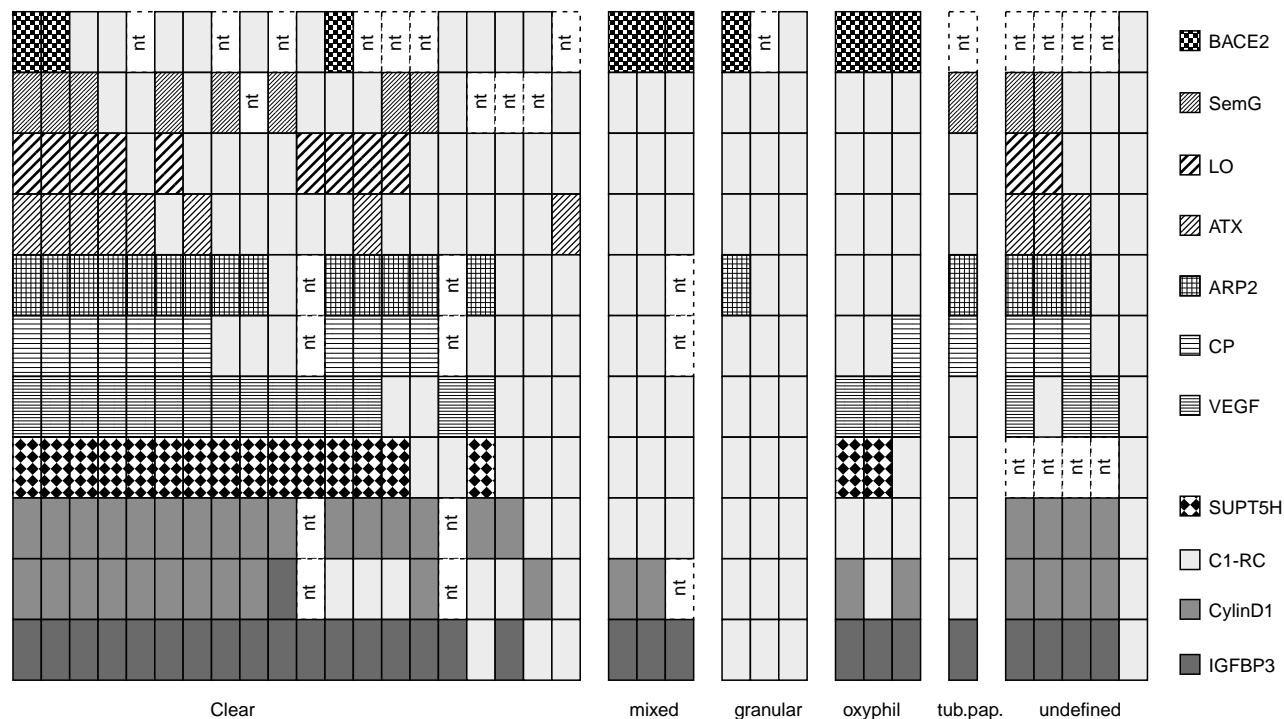 nt nt nt nt nt nt nt nt nt nt nt nt nt BACE2
nt nt nt nt SemG
LO
ATX
nt nt nt ARP2
nt nt nt CP
VEGF
nt nt nt nt SUPT5H
nt nt C1-RC
nt nt nt CylinD1
IGFBP3
Clear mixed granular oxyphil tub.pap. undefined